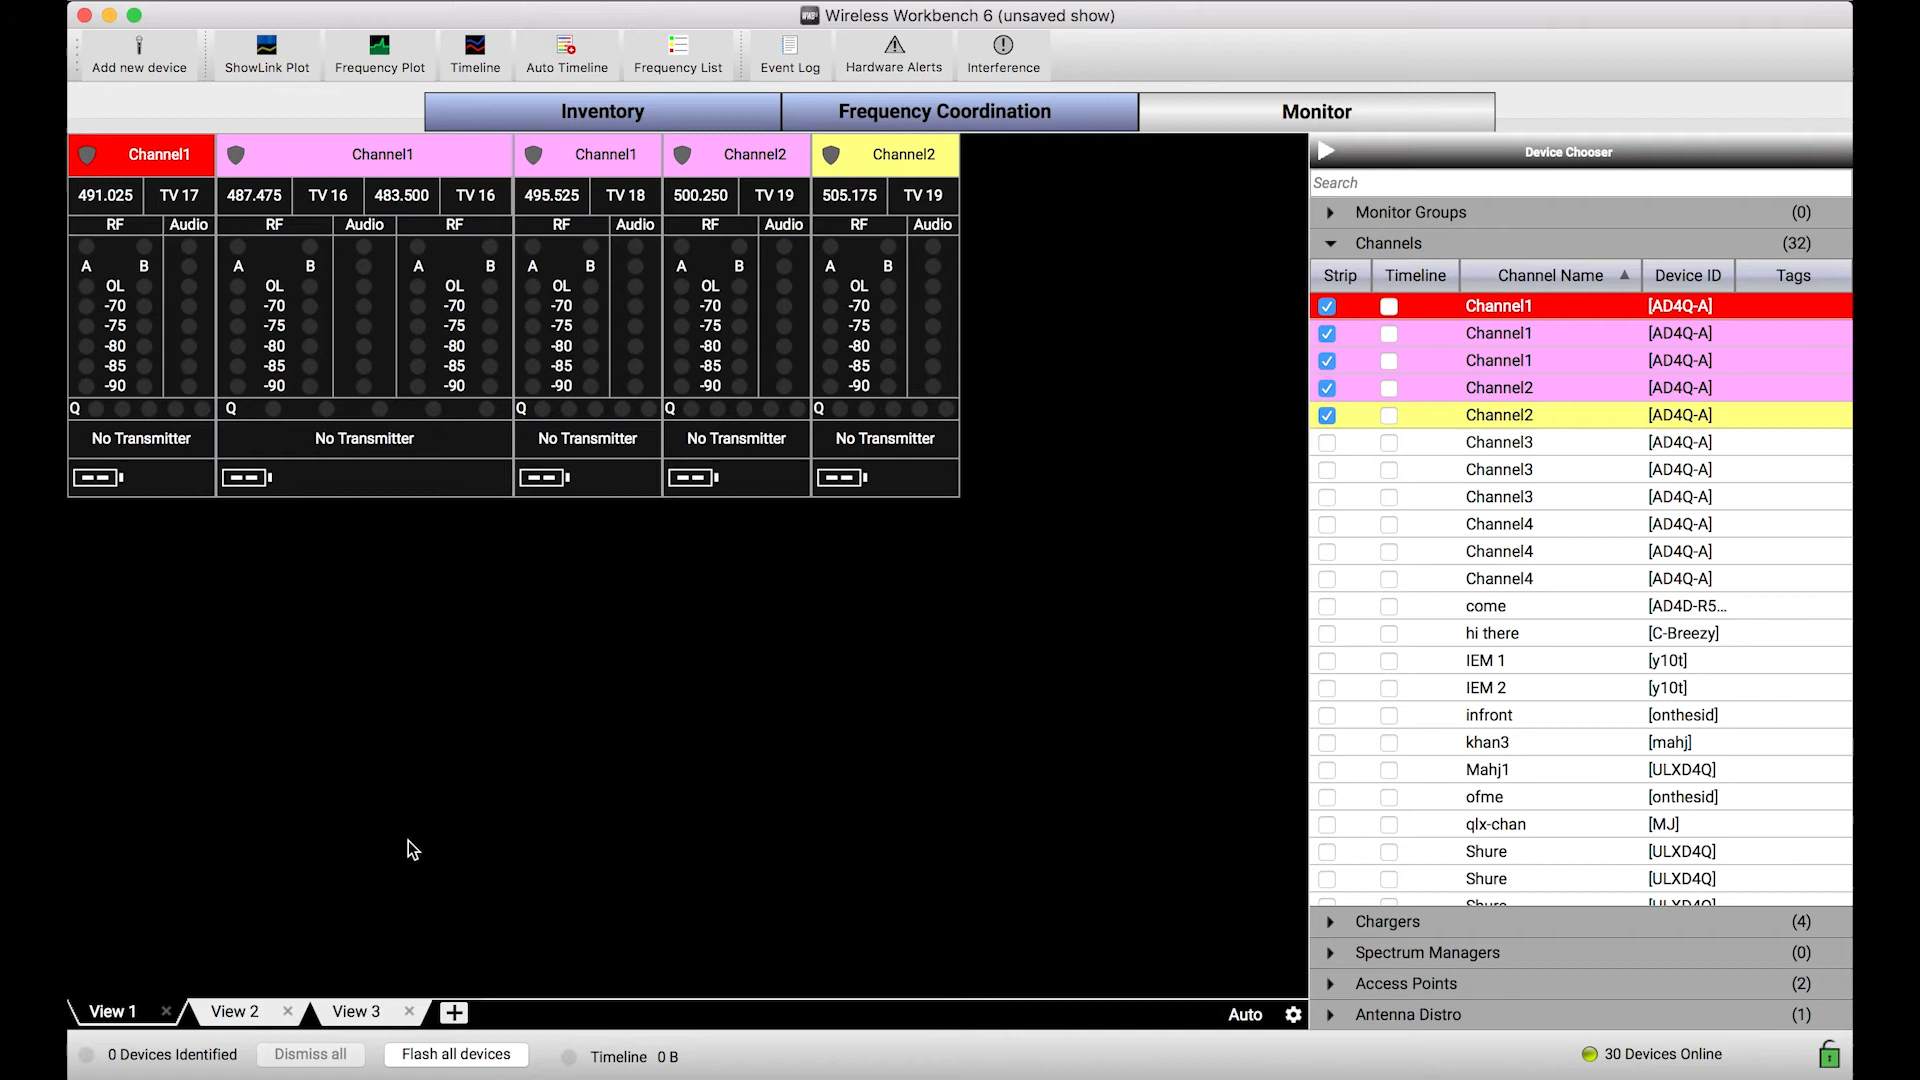 Wireless Workbench 6 (unsaved show)
Add new device ShowLink Plot Frequency Plot Timeline Auto Timeline Frequency List Event Log Hardware Alerts Interference
Inventory Frequency Coordination Monitor
Channel1 Channel1 Channel1 Channel2 Channel2
491.025 TV 17 487.475 TV 16 483.500 TV 16 495.525 TV 18 500.250 TV 19 505.175 TV 19
RF Audio RF Audio RF RF Audio RF Audio RF Audio
A B A B A B A B A B A B
OL OL OL OL OL OL
-70 -70 -70 -70 -70 -70
-75 -75 -75 -75 -75 -75
-80 -80 -80 -80 -80 -80
-85 -85 -85 -85 -85 -85
-90 -90 -90 -90 -90 -90
Q Q Q Q Q
No Transmitter No Transmitter No Transmitter No Transmitter No Transmitter
-- -- -- -- --
Device Chooser
Search
Monitor Groups (0)
Channels (32)
Strip Timeline Channel Name Device ID Tags
Channel1 [AD4Q-A]
Channel1 [AD4Q-A]
Channel1 [AD4Q-A]
Channel2 [AD4Q-A]
Channel2 [AD4Q-A]
Channel3 [AD4Q-A]
Channel3 [AD4Q-A]
Channel3 [AD4Q-A]
Channel4 [AD4Q-A]
Channel4 [AD4Q-A]
Channel4 [AD4Q-A]
come [AD4D-R5...
hi there [C-Breezy]
IEM 1 [y10t]
IEM 2 [y10t]
infront [onthesid]
khan3 [mahj]
Mahj1 [ULXD4Q]
ofme [onthesid]
qlx-chan [MJ]
Shure [ULXD4Q]
Shure [ULXD4Q]
Shure [ULXD4Q]
Chargers (4)
Spectrum Managers (0)
Access Points (2)
Antenna Distro (1)
View 1 View 2 View 3 Auto
0 Devices Identified Dismiss all Flash all devices Timeline 0 B 30 Devices Online